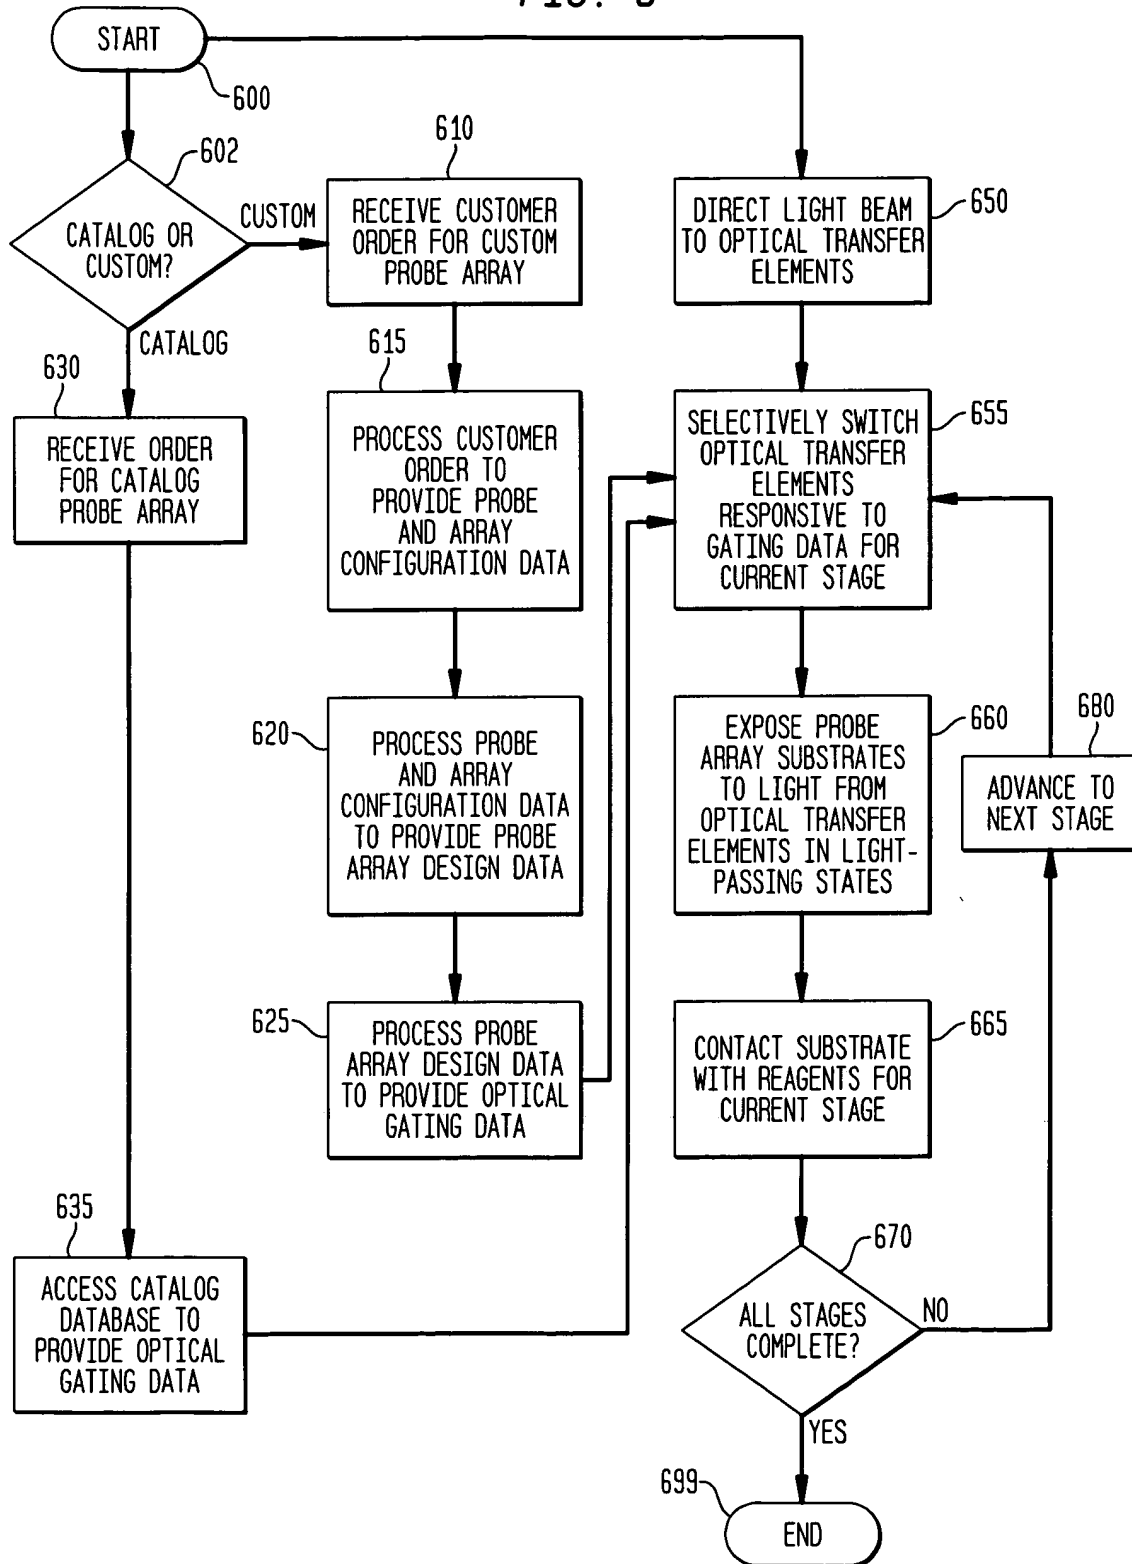 START
600
602
CATALOG OR
CUSTOM?
CUSTOM
CATALOG
610
RECEIVE CUSTOMER
ORDER FOR CUSTOM
PROBE ARRAY
615
PROCESS CUSTOMER
ORDER TO
PROVIDE PROBE
AND ARRAY
CONFIGURATION DATA
620
PROCESS PROBE
AND ARRAY
CONFIGURATION DATA
TO PROVIDE PROBE
ARRAY DESIGN DATA
625
PROCESS PROBE
ARRAY DESIGN DATA
TO PROVIDE OPTICAL
GATING DATA
630
RECEIVE ORDER
FOR CATALOG
PROBE ARRAY
635
ACCESS CATALOG
DATABASE TO
PROVIDE OPTICAL
GATING DATA
650
DIRECT LIGHT BEAM
TO OPTICAL TRANSFER
ELEMENTS
655
SELECTIVELY SWITCH
OPTICAL TRANSFER
ELEMENTS
RESPONSIVE TO
GATING DATA FOR
CURRENT STAGE
660
EXPOSE PROBE
ARRAY SUBSTRATES
TO LIGHT FROM
OPTICAL TRANSFER
ELEMENTS IN LIGHT-
PASSING STATES
665
CONTACT SUBSTRATE
WITH REAGENTS FOR
CURRENT STAGE
670
ALL STAGES
COMPLETE?
NO
YES
680
ADVANCE TO
NEXT STAGE
699
END